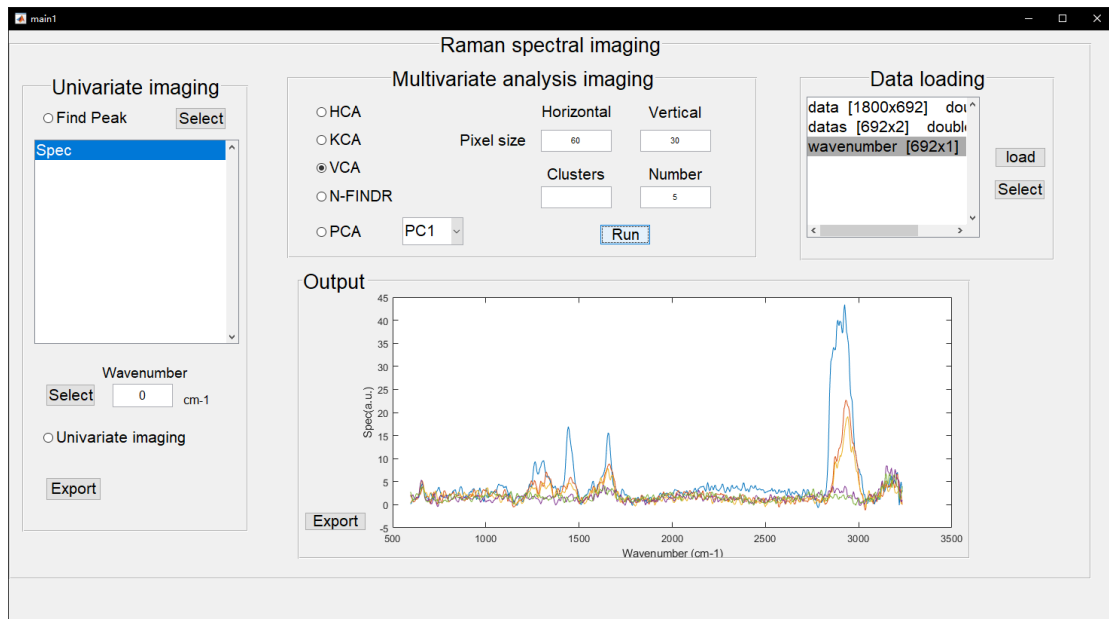 main1
Raman spectral imaging
Univariate imaging
Find Peak
Select
Spec
Wavenumber
Select
0
cm-1
Univariate imaging
Export
Multivariate analysis imaging
HCA
KCA
VCA
N-FINDR
PCA
PC1
Horizontal
Vertical
Pixel size
60
30
Clusters
Number
5
Run
Data loading
data [1800x692]
datas [692x2] double
wavenumber [692x1]
load
Select
Output
45
40
35
30
25
20
15
10
5
0
-5
Spec(a.u.)
500
1000
1500
2000
2500
3000
3500
Wavenumber (cm-1)
Export